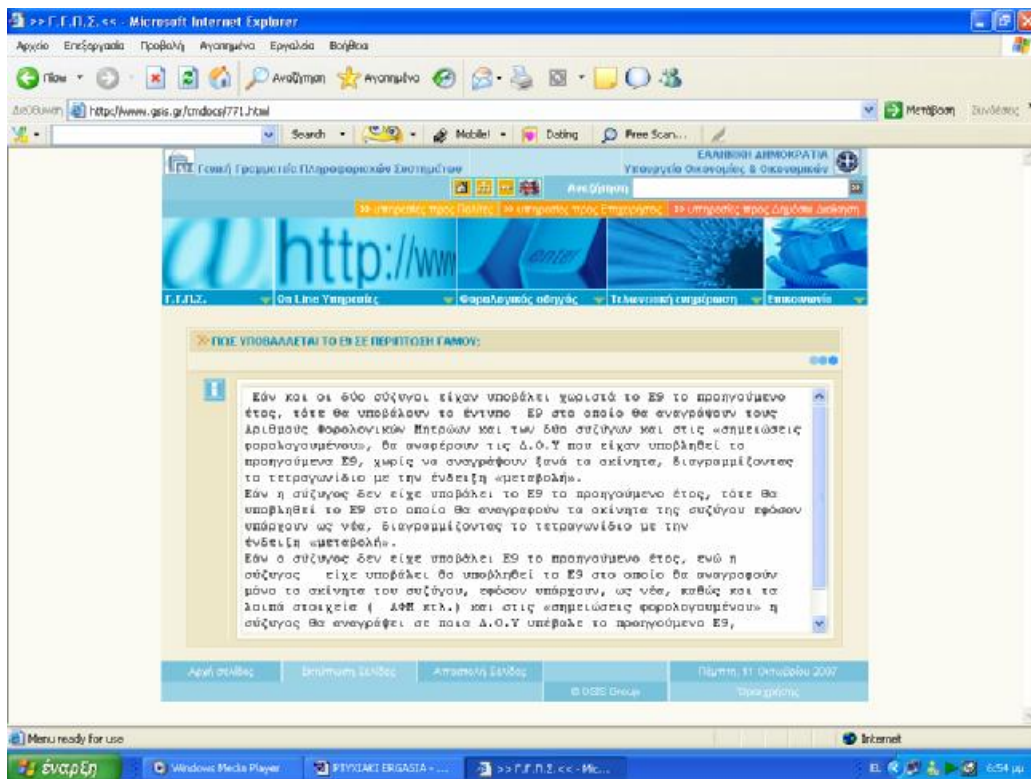 >> Γ.Γ.Π.Σ. << - Microsoft Internet Explorer
Αρχείο Επεξεργασία Προβολή Αγαπημένα Εργαλεία Βοήθεια
Πίσω Αναζήτηση Αγαπημένα
Διεύθυνση http://www.gsis.gr/cmdocs/771.html Μετάβαση Συνδέσεις
Search Mobile! Dating Free Scan...
Γενική Γραμματεία Πληροφοριακών Συστημάτων
ΕΛΛΗΝΙΚΗ ΔΗΜΟΚΡΑΤΙΑ
Υπουργείο Οικονομίας & Οικονομικών
Αναζήτηση
>> υπηρεσίες προς Πολίτες >> υπηρεσίες προς Επιχειρήσεις >> υπηρεσίες προς Δημόσια Διοίκηση
@ http://www enter
Γ.Γ.Π.Σ. On Line Υπηρεσίες Φορολογικός οδηγός Τελωνειακή ενημέρωση Επικοινωνία
ΠΩΣ ΥΠΟΒΑΛΛΕΤΑΙ ΤΟ Ε9 ΣΕ ΠΕΡΙΠΤΩΣΗ ΓΑΜΟΥ;
Εάν και οι δύο σύζυγοι είχαν υποβάλει χωριστά το Ε9 το προηγούμενο
έτος, τότε θα υποβάλουν το έντυπο Ε9 στο οποίο θα αναγράψουν τους
Αριθμούς Φορολογικών Μητρώων και των δύο συζύγων και στις «σημειώσεις
φορολογουμένου», θα αναφέρουν τις Δ.Ο.Υ που είχαν υποβληθεί τα
προηγούμενα Ε9, χωρίς να αναγράψουν ξανά τα ακίνητα, διαγραμμίζοντας
το τετραγωνίδιο με την ένδειξη «μεταβολή».
Εάν η σύζυγος δεν είχε υποβάλει το Ε9 το προηγούμενο έτος, τότε θα
υποβληθεί το Ε9 στο οποίο θα αναγραφούν τα ακίνητα της συζύγου εφόσον
υπάρχουν ως νέα, διαγραμμίζοντας το τετραγωνίδιο με την
ένδειξη «μεταβολή».
Εάν ο σύζυγος δεν είχε υποβάλει Ε9 το προηγούμενο έτος, ενώ η
σύζυγος είχε υποβάλει θα υποβληθεί το Ε9 στο οποίο θα αναγραφούν
μόνο τα ακίνητα του συζύγου, εφόσον υπάρχουν, ως νέα, καθώς και τα
λοιπά στοιχεία ( ΑΦΜ κτλ.) και στις «σημειώσεις φορολογουμένου» η
σύζυγος θα αναγράψει σε ποια Δ.Ο.Υ υπέβαλε το προηγούμενο Ε9,
Αρχή σελίδας Εκτύπωση Σελίδας Αποστολή Σελίδας Πέμπτη, 11 Οκτωβρίου 2007
© GSIS Group Όροι χρήσης
Menu ready for use Internet
έναρξη Windows Media Player PTYXIAKI ERGASIA - ... >> Γ.Γ.Π.Σ. << - Mic... EL 6:54 μμ